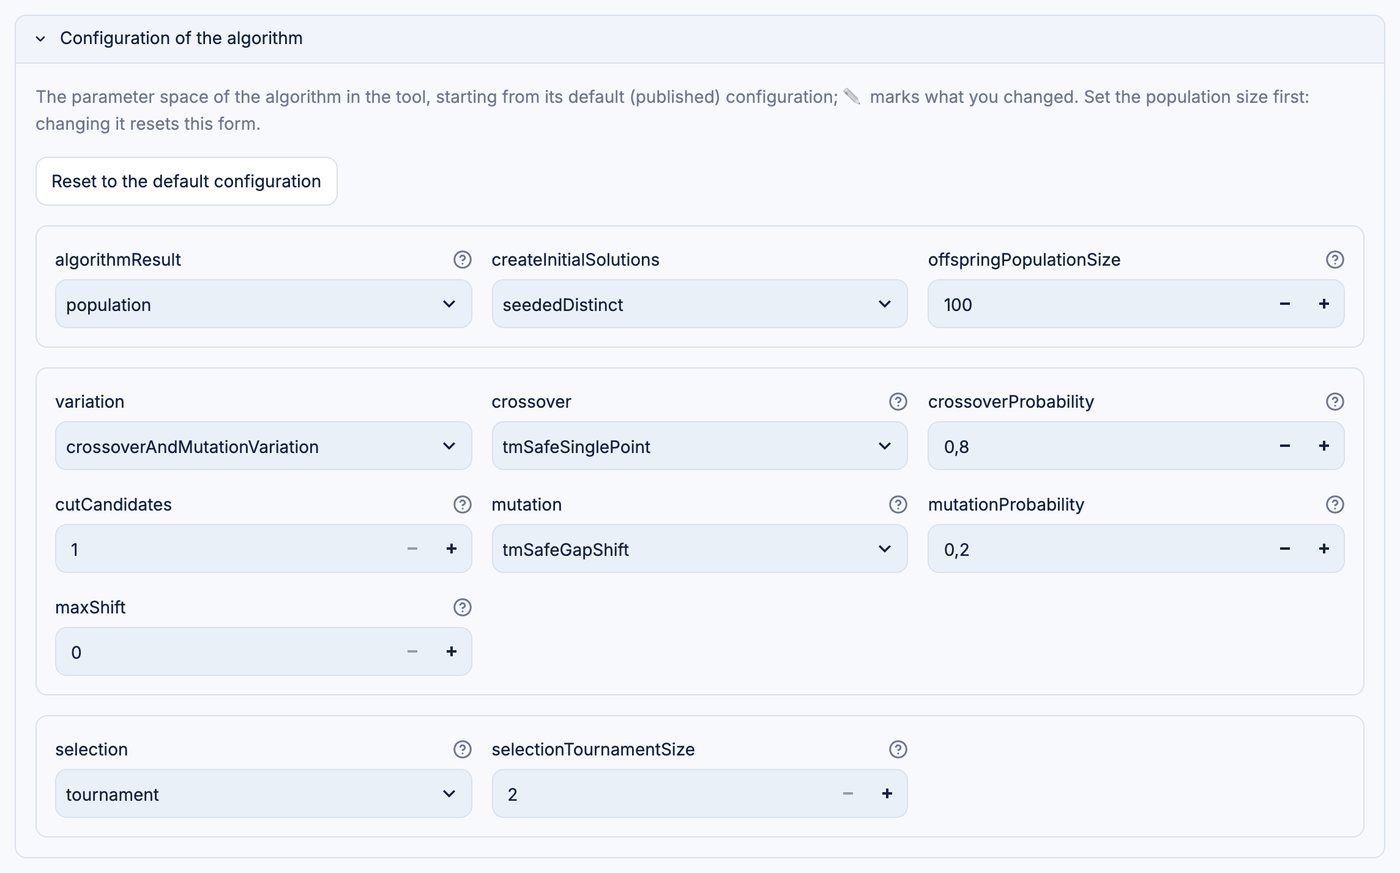 Configuration of the algorithm
The parameter space of the algorithm in the tool, starting from its default (published) configuration; ✏️ marks what you changed. Set the population size first:
changing it resets this form.
Reset to the default configuration
algorithmResult
createInitialSolutions
offspringPopulationSize
population
seededDistinct
100
variation
crossover
crossoverProbability
crossoverAndMutationVariation
tmSafeSinglePoint
0,8
cutCandidates
mutation
mutationProbability
1
tmSafeGapShift
0,2
maxShift
0
selection
selectionTournamentSize
tournament
2